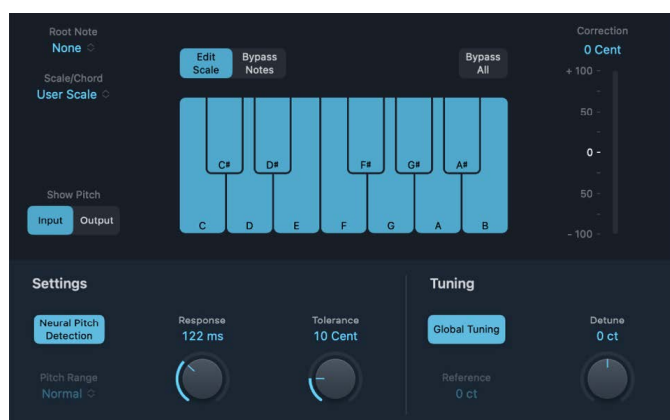 Root Note
None
Scale/Chord
User Scale
Edit
Scale
Bypass
Notes
Bypass
All
Correction
0 Cent
+ 100 -
50 -
0 -
50 -
- 100 -
C#
D#
F#
G#
A#
C
D
E
F
G
A
B
Show Pitch
Input
Output
Settings
Neural Pitch
Detection
Pitch Range
Normal
Response
122 ms
Tolerance
10 Cent
Tuning
Global Tuning
Reference
0 ct
Detune
0 ct